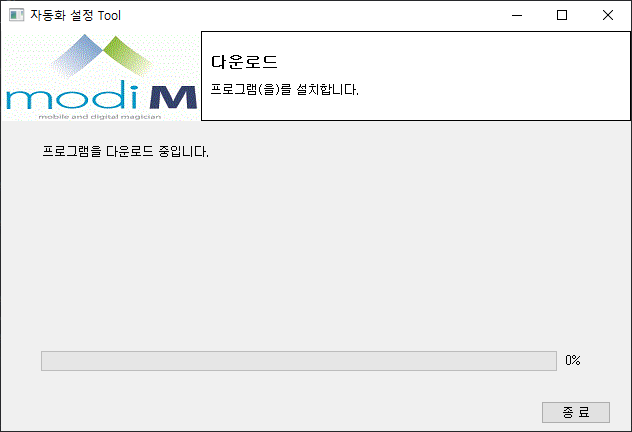 자동화 설정 Tool
modi M
mobile and digital magician
다운로드
프로그램(을)를 설치합니다.
프로그램을 다운로드 중입니다.
0%
종 료